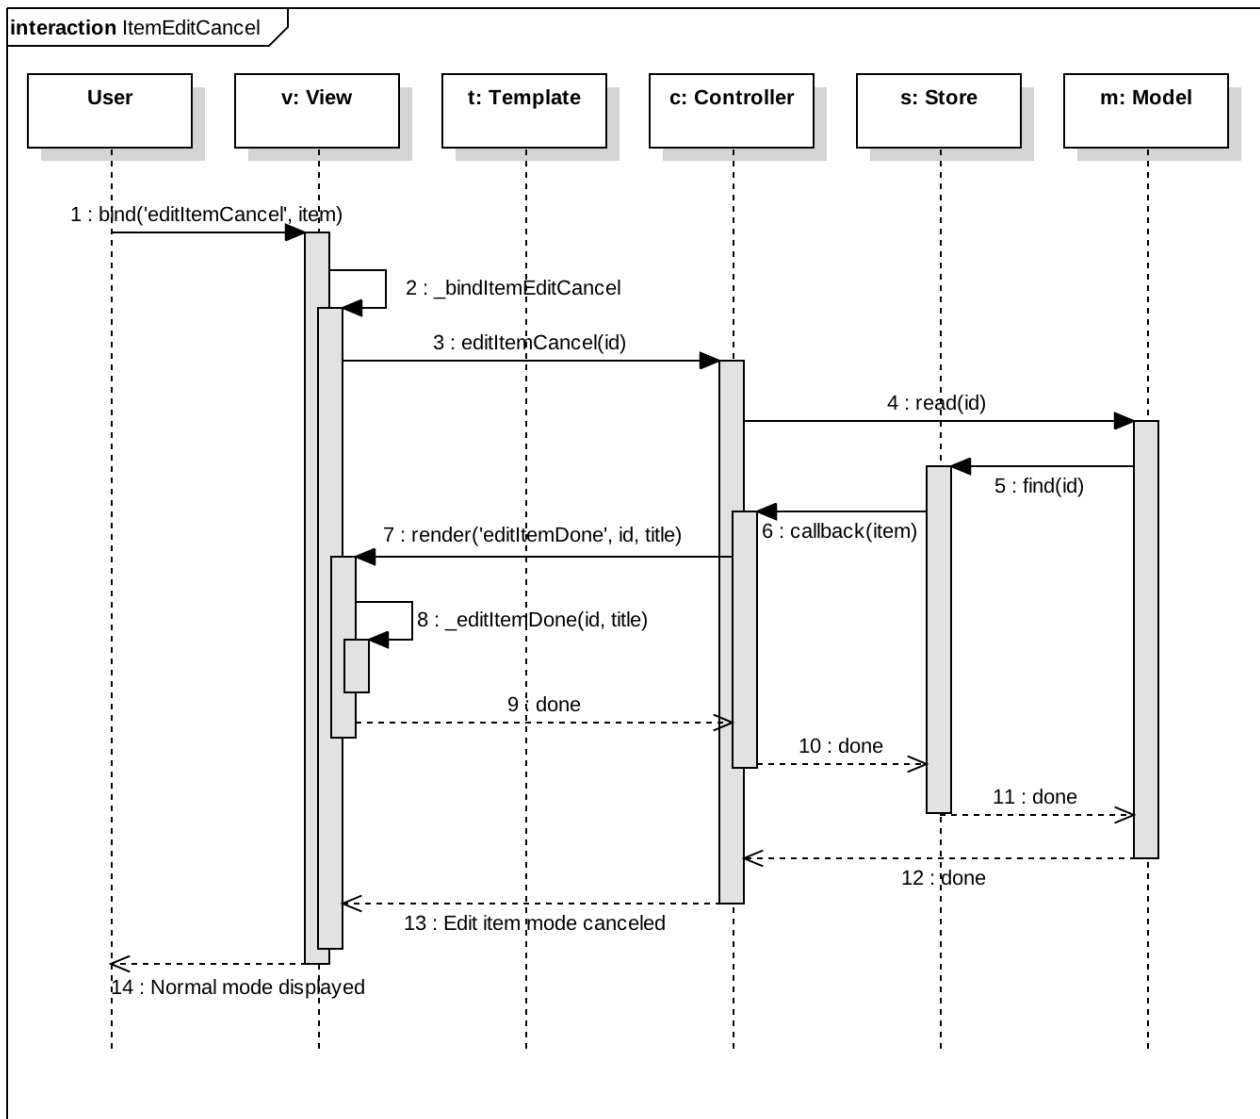 interaction ItemEditCancel
User
v: View
t: Template
c: Controller
s: Store
m: Model
1 : bind('editItemCancel', item)
2 : _bindItemEditCancel
3 : editItemCancel(id)
4 : read(id)
5 : find(id)
6 : callback(item)
7 : render('editItemDone', id, title)
8 : _editItemDone(id, title)
9 : done
10 : done
11 : done
12 : done
13 : Edit item mode canceled
14 : Normal mode displayed